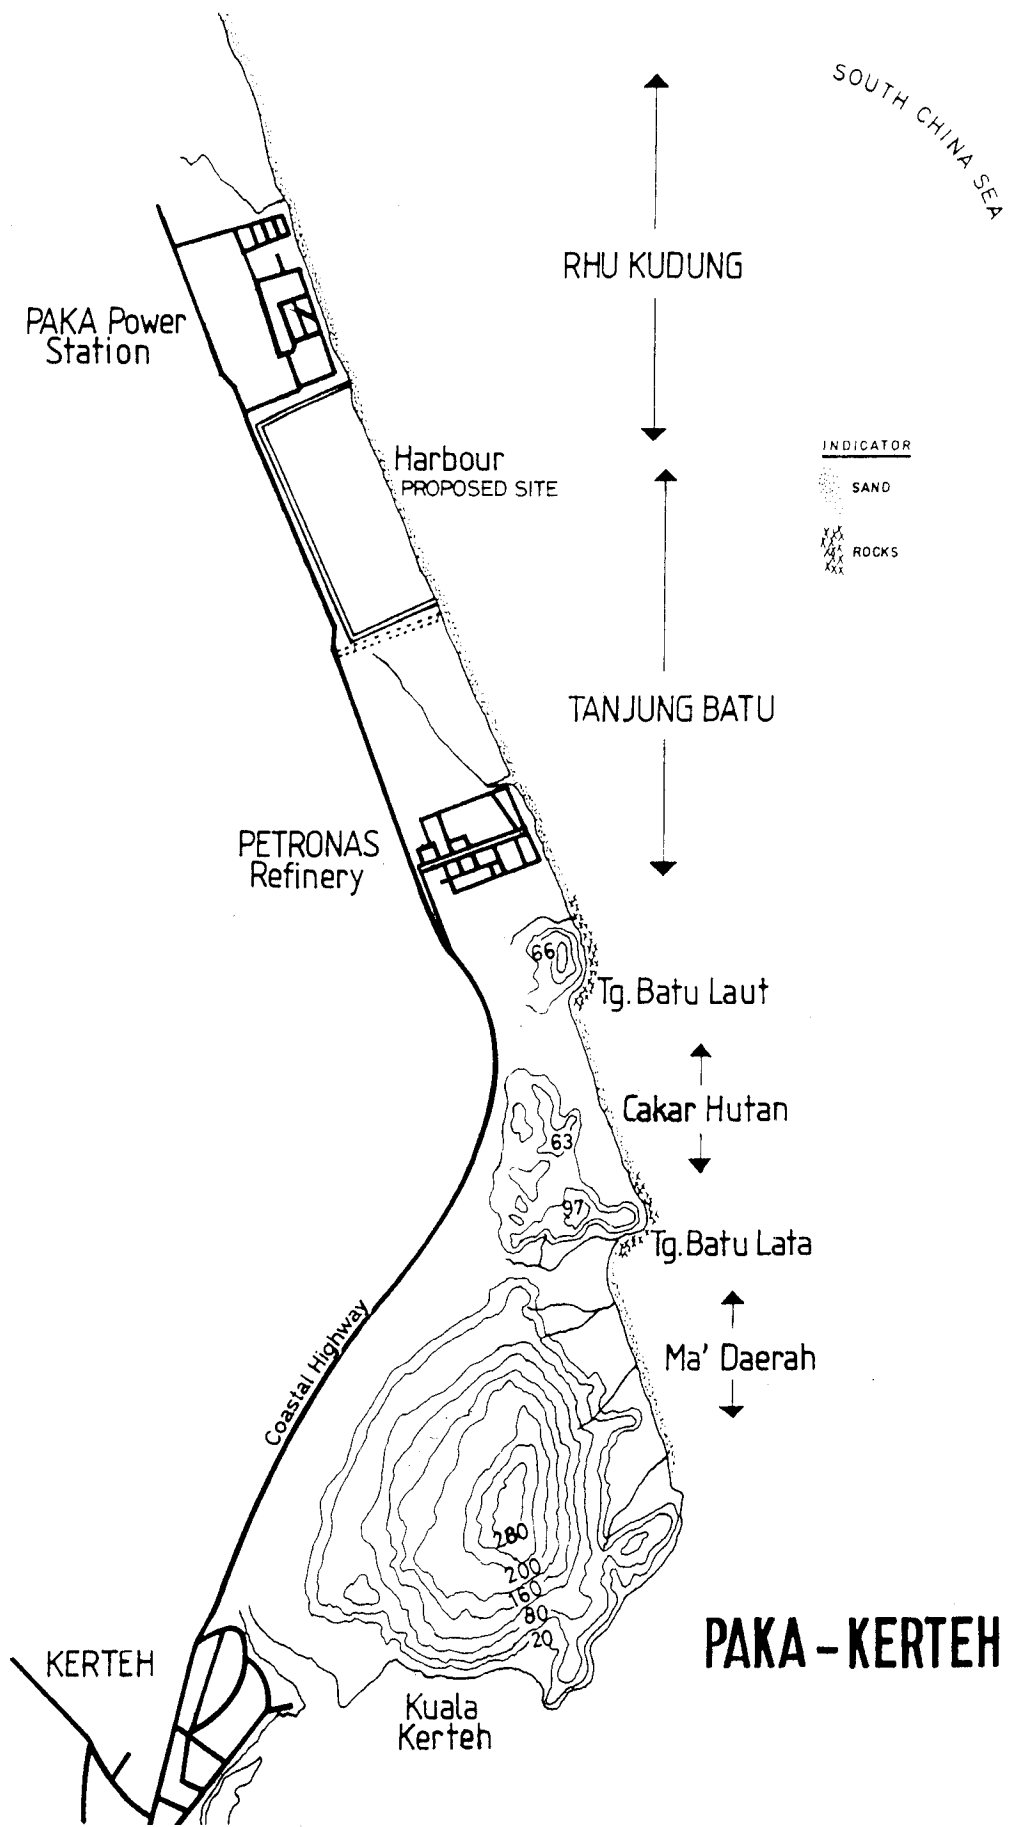 SOUTH CHINA SEA
RHU KUDUNG
PAKA Power
Station
INDICATOR
Harbour
PROPOSED SITE
SAND
ROCKS
TANJUNG BATU
PETRONAS
Refinery
66
Tg. Batu Laut
Cakar Hutan
63
97
Tg. Batu Lata
Coastal Highway
Ma' Daerah
280
200
160
80
20
PAKA – KERTEH
KERTEH
Kuala
Kerteh